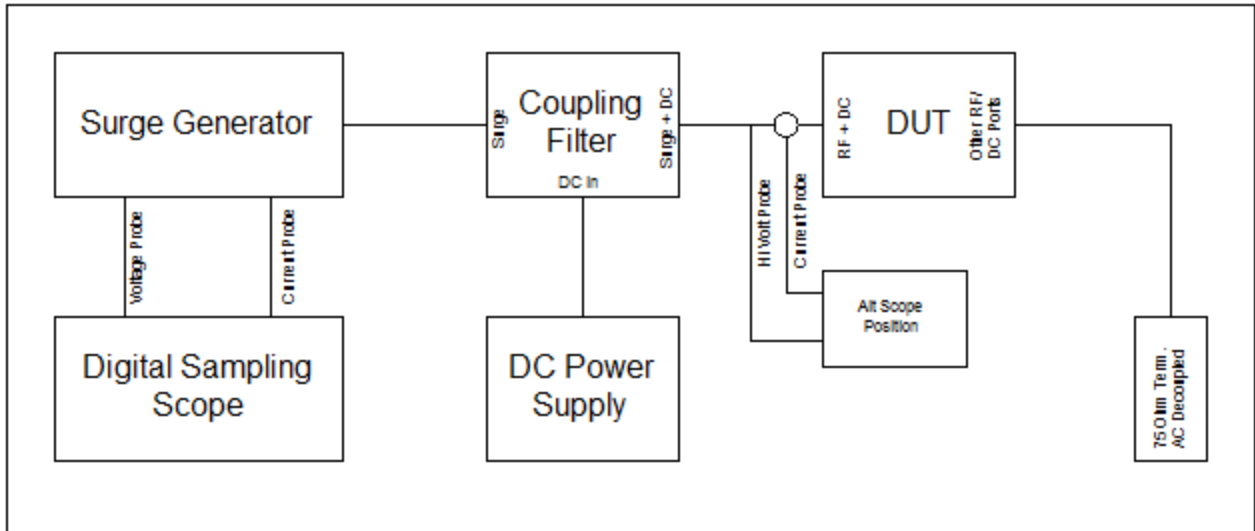 Surge Generator
Surge
Coupling
Filter
Surge + DC
DC In
RF + DC
DUT
Other RF/
DC Ports
Voltage Probe
Current Probe
Hi Volt Probe
Current Probe
Alt Scope
Position
Digital Sampling
Scope
DC Power
Supply
75 Ohm Term.
AC Decoupled